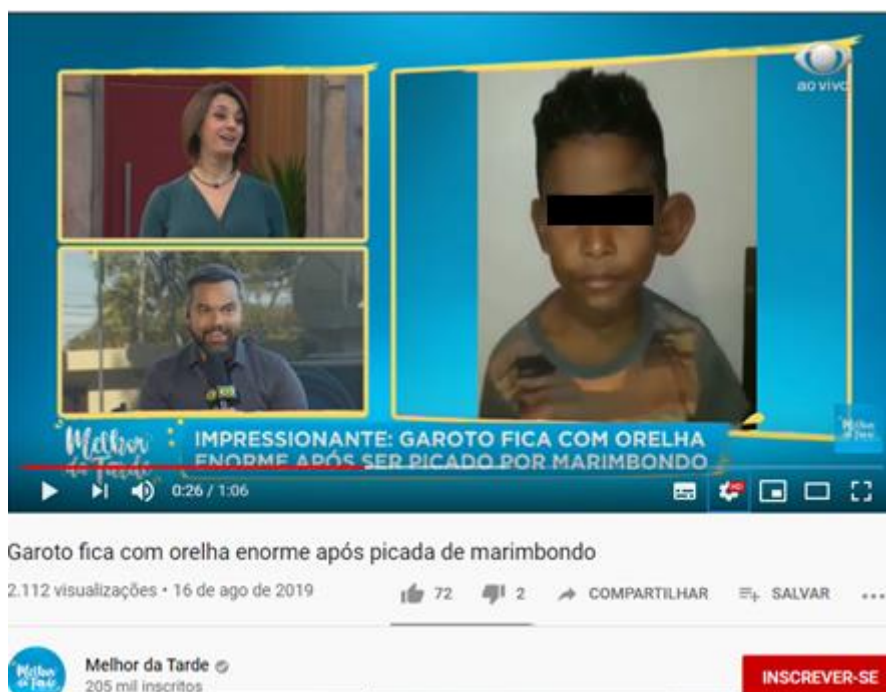 ao vivo
Melhor
da Tarde
IMPRESSIONANTE: GAROTO FICA COM ORELHA
ENORME APÓS SER PICADO POR MARIMBONDO
0:26 / 1:06
HD
Garoto fica com orelha enorme após picada de marimbondo
2.112 visualizações • 16 de ago de 2019
72
2
COMPARTILHAR
SALVAR
Melhor da Tarde
205 mil inscritos
INSCREVER-SE